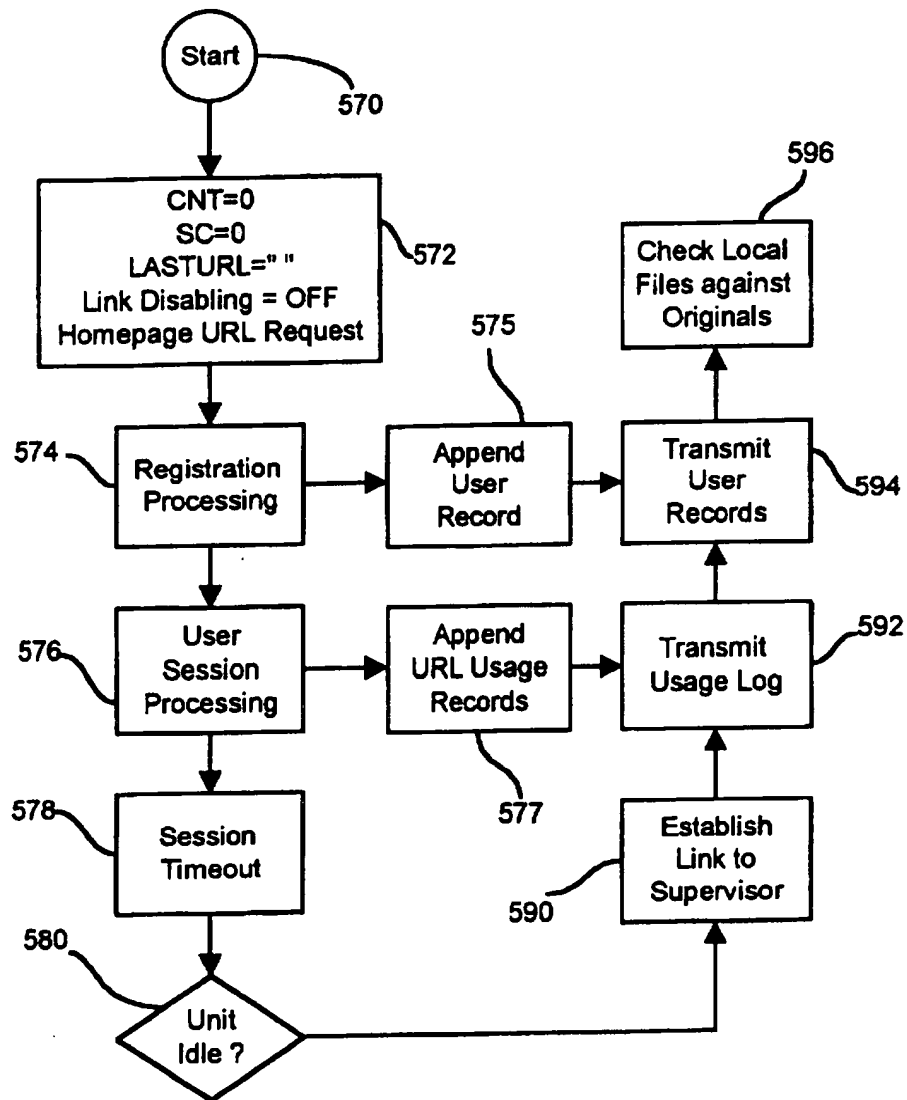 Start
570
CNT=0
SC=0
LASTURL=" "
Link Disabling = OFF
Homepage URL Request
572
596
Check Local
Files against
Originals
574
Registration
Processing
575
Append
User
Record
Transmit
User
Records
594
576
User
Session
Processing
Append
URL Usage
Records
577
Transmit
Usage Log
592
578
Session
Timeout
Establish
Link to
Supervisor
590
580
Unit
Idle ?